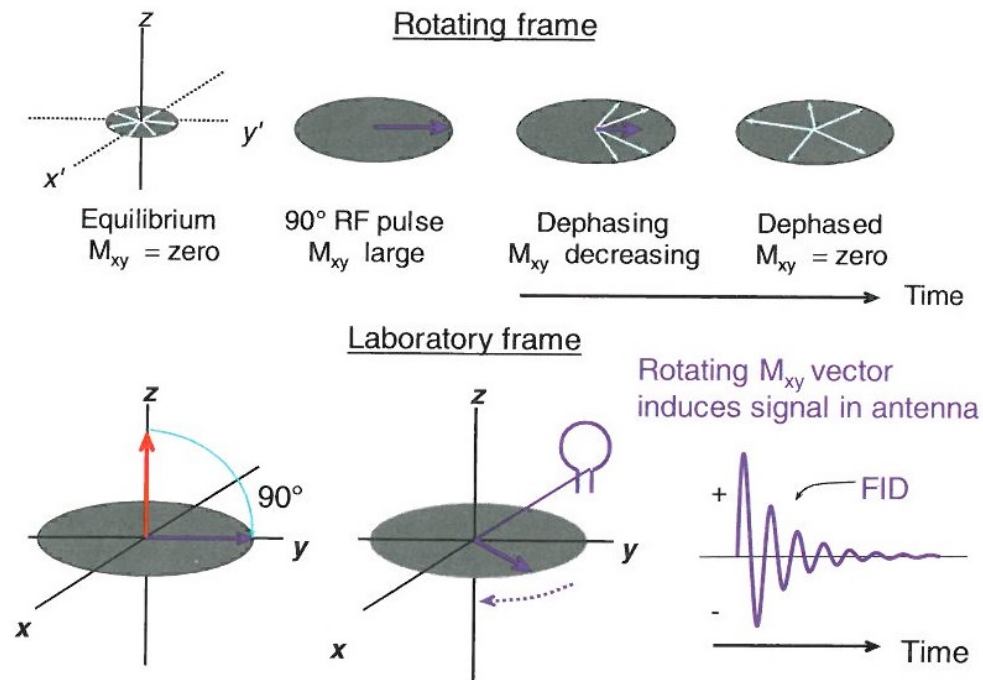 Rotating frame
z
y'
x'
Equilibrium
Mxy = zero
90° RF pulse
Mxy large
Dephasing
Mxy decreasing
Dephased
Mxy = zero
Time
Laboratory frame
z
90°
y
x
z
y
x
Rotating Mxy vector
induces signal in antenna
+
FID
-
Time